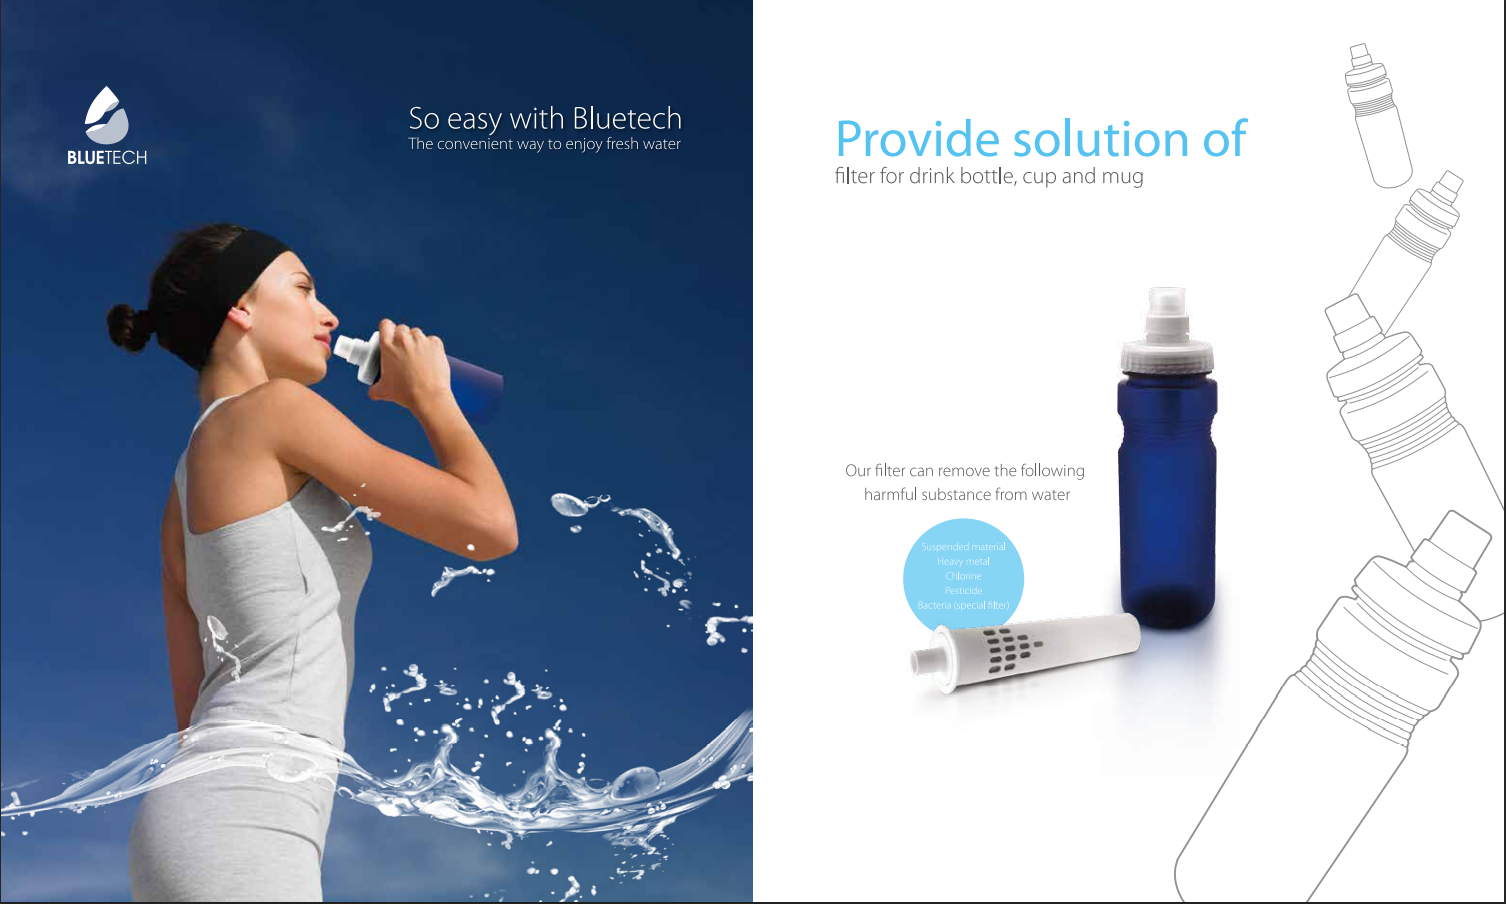 BLUETECH
So easy with Bluetech
The convenient way to enjoy fresh water
Provide solution of
filter for drink bottle, cup and mug
Our filter can remove the following
harmful substance from water
Suspended material
Heavy metal
Chlorine
Pesticide
Bacteria (special filter)